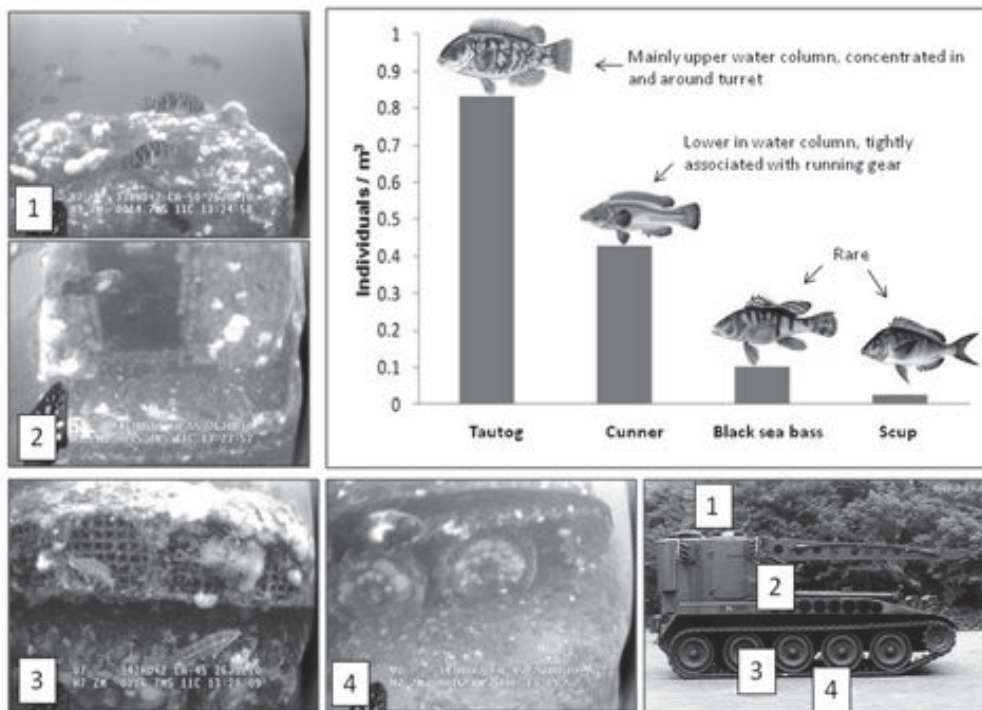 1
2
3
4
1
0.9
0.8
0.7
0.6
0.5
0.4
0.3
0.2
0.1
0
Individuals / m³
Mainly upper water column, concentrated in
and around turret
Lower in water column, tightly
associated with running gear
Rare
Tautog
Cunner
Black sea bass
Scup
1
2
3
4